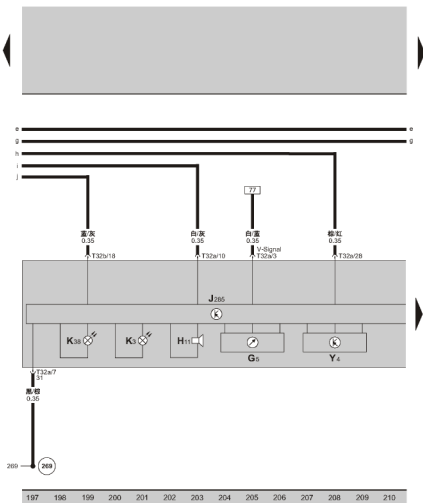 e e
g g
h
i
j
77
蓝/灰 白/灰 白/蓝 棕/红
0.35 0.35 0.35 0.35
V-Signal
T32b/18 T32a/10 T32a/3 T32a/28
J285
K38 K3 H11
G5 Y4
T32a/7
31
黑/棕
0.35
269 269
197 198 199 200 201 202 203 204 205 206 207 208 209 210